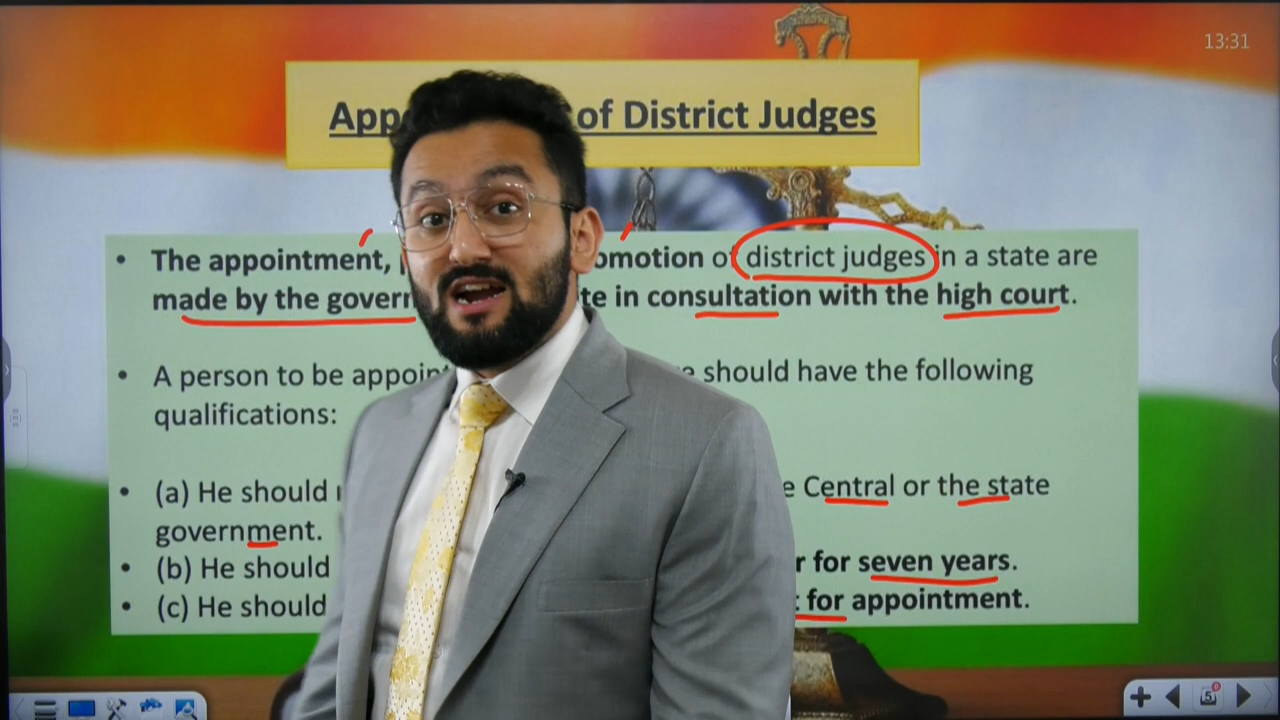 13:31
of District Judges
• The appointment, omotion of district judges in a state are
made by the govern te in consultation with the high court.
• A person to be appoint should have the following
qualifications:
• (a) He should Central or the state
government.
• (b) He should for seven years.
• (c) He should for appointment.
5